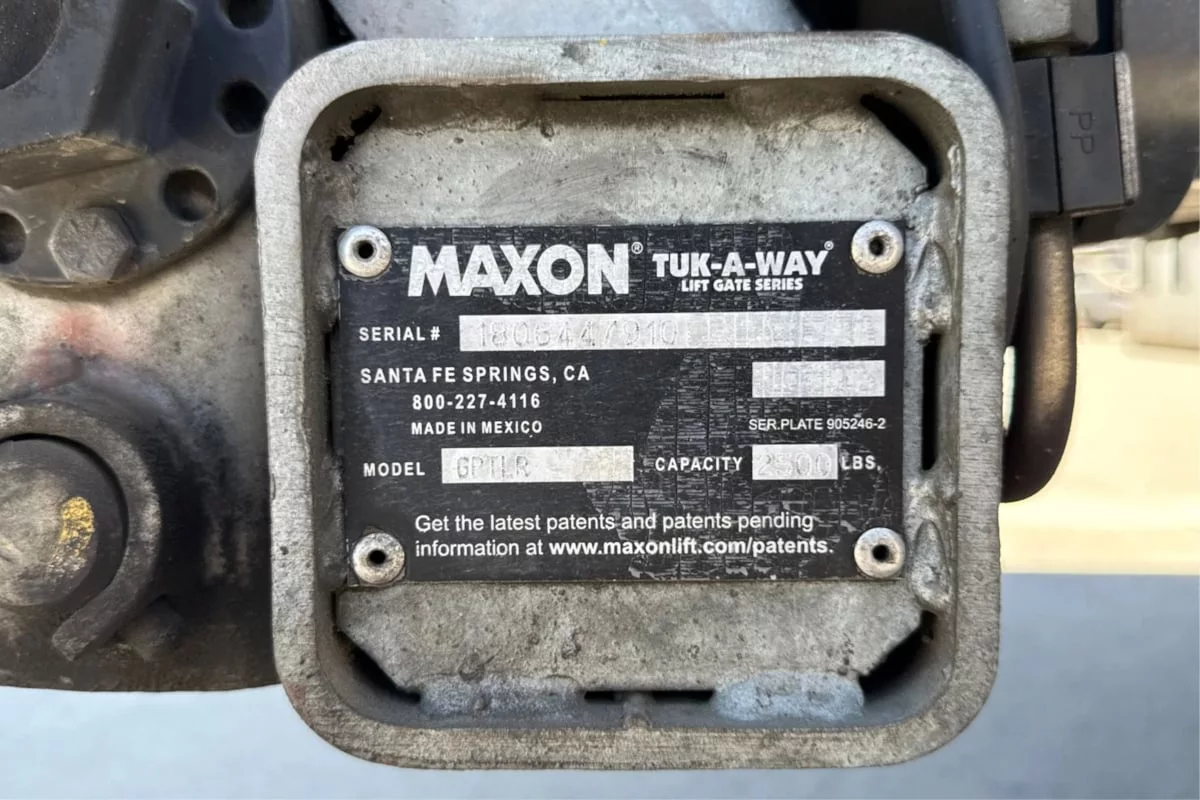 PP
MAXON® TUK-A-WAY®
LIFT GATE SERIES
SERIAL # 1806447910
SANTA FE SPRINGS, CA
800-227-4116
MADE IN MEXICO
SER.PLATE 905246-2
MODEL GPTLR CAPACITY 2500 LBS.
Get the latest patents and patents pending
information at www.maxonlift.com/patents.